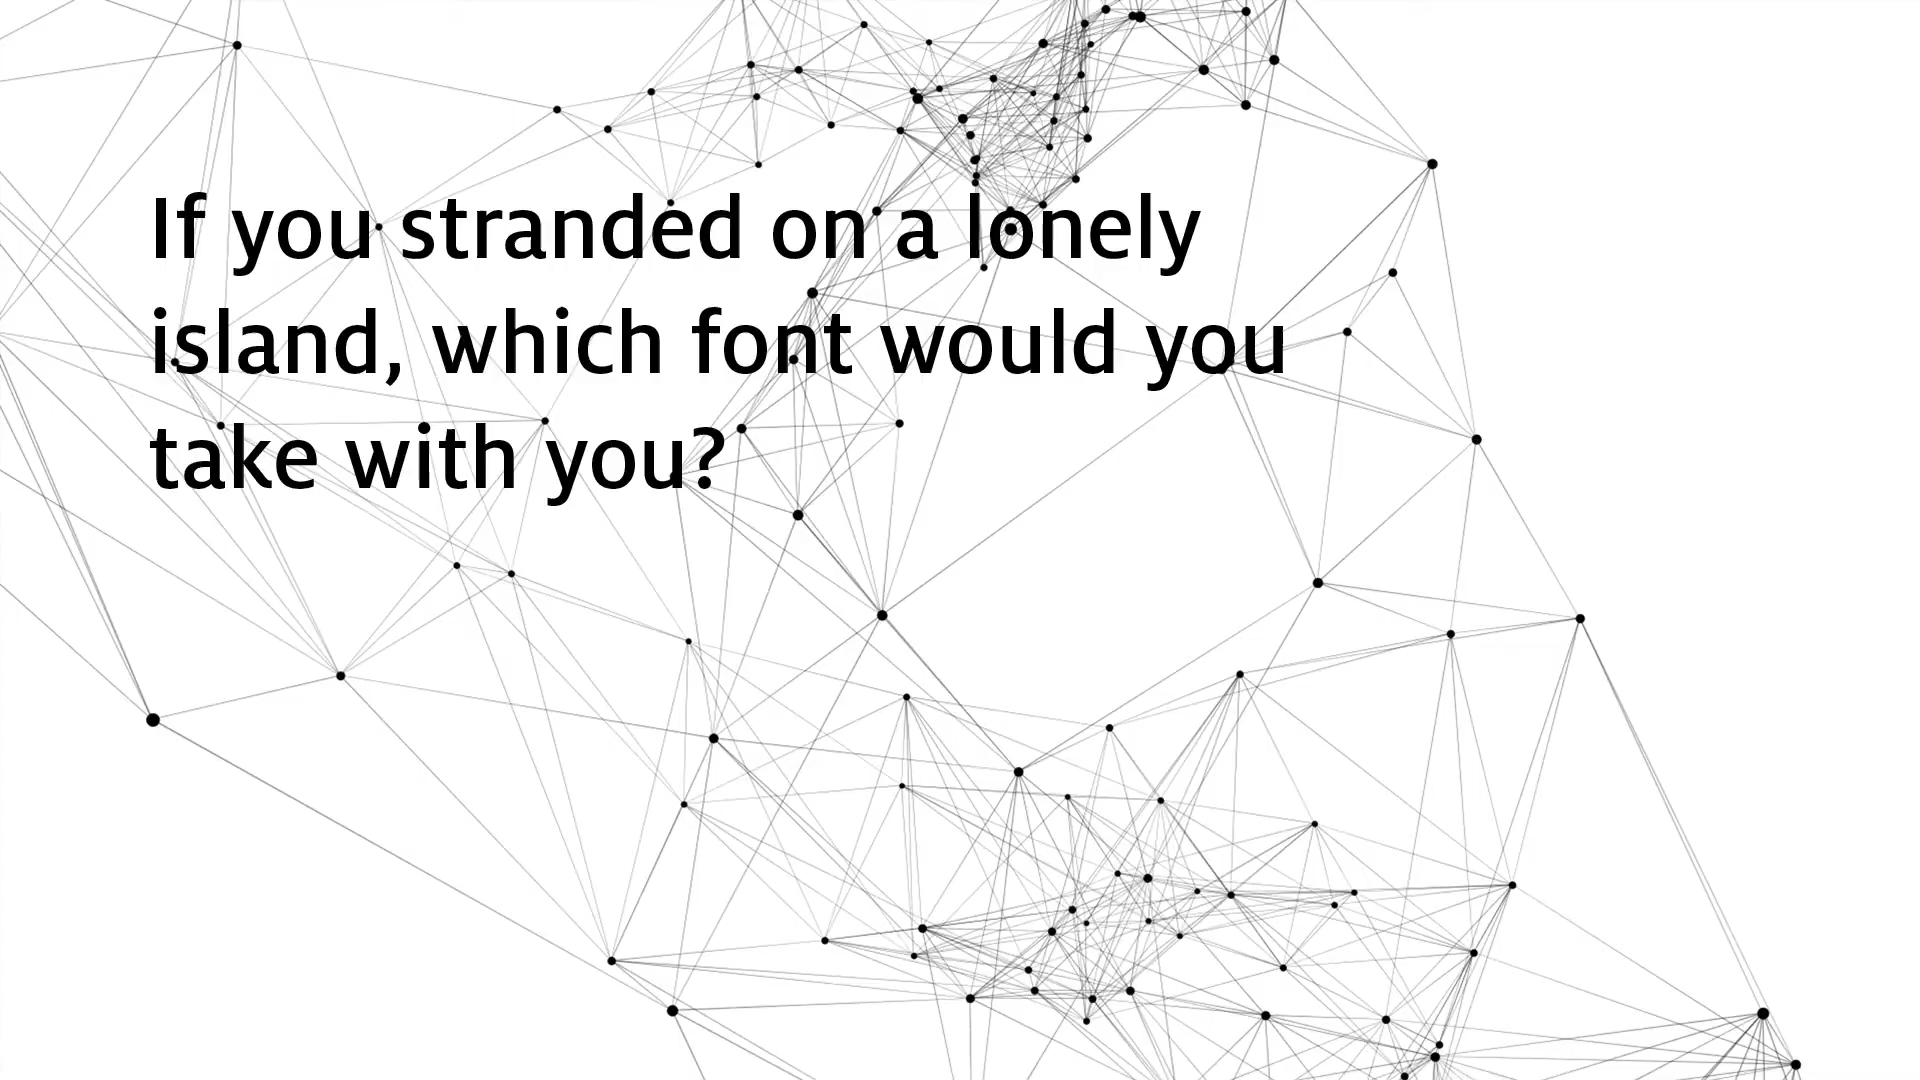 If you stranded on a lonely
island, which font would you
take with you?